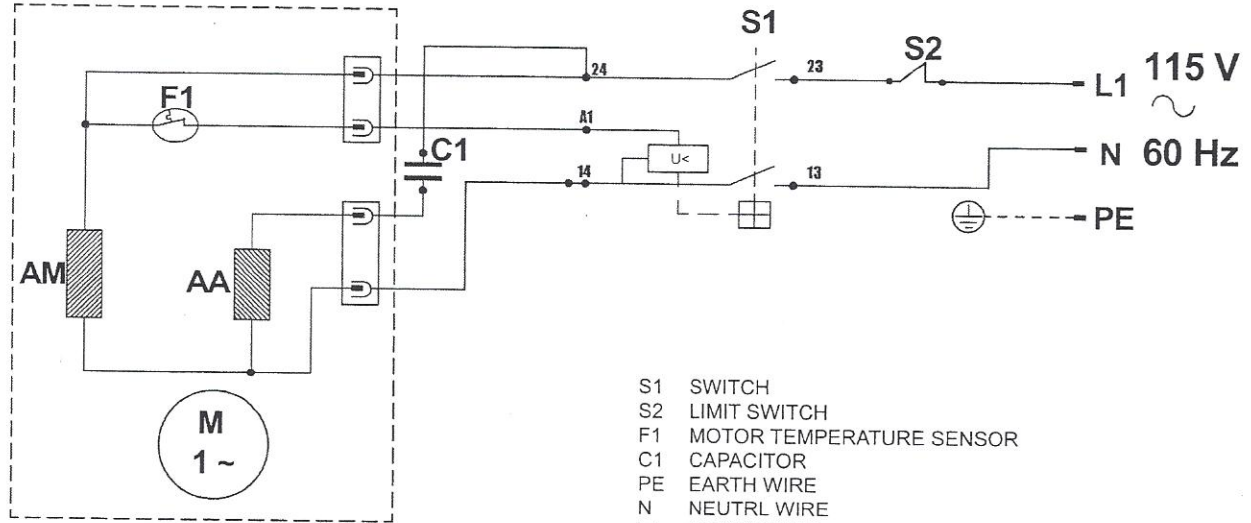 S1
S2
24
23
L1
115 V
F1
A1
C1
U<
N
60 Hz
14
13
PE
AM
AA
M
1 ~
S1 SWITCH
S2 LIMIT SWITCH
F1 MOTOR TEMPERATURE SENSOR
C1 CAPACITOR
PE EARTH WIRE
N NEUTRL WIRE